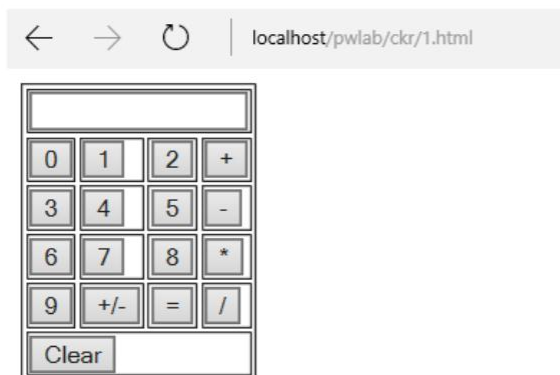 localhost/pwlab/ckr/1.html
0 1 2 +
3 4 5 -
6 7 8 *
9 +/- = /
Clear